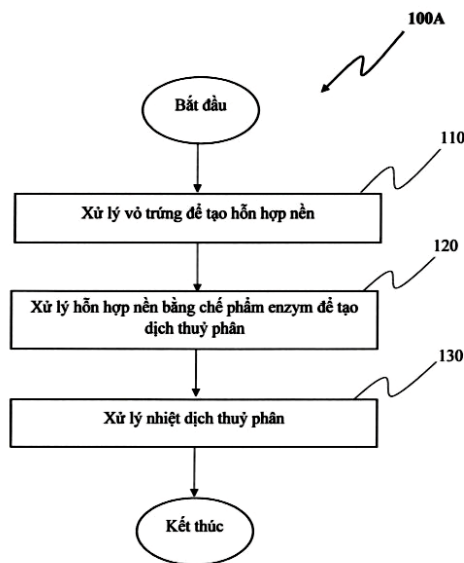 100A
Bắt đầu
110
Xử lý vỏ trứng để tạo hỗn hợp nền
120
Xử lý hỗn hợp nền bằng chế phẩm enzym để tạo
dịch thuỷ phân
130
Xử lý nhiệt dịch thuỷ phân
Kết thúc